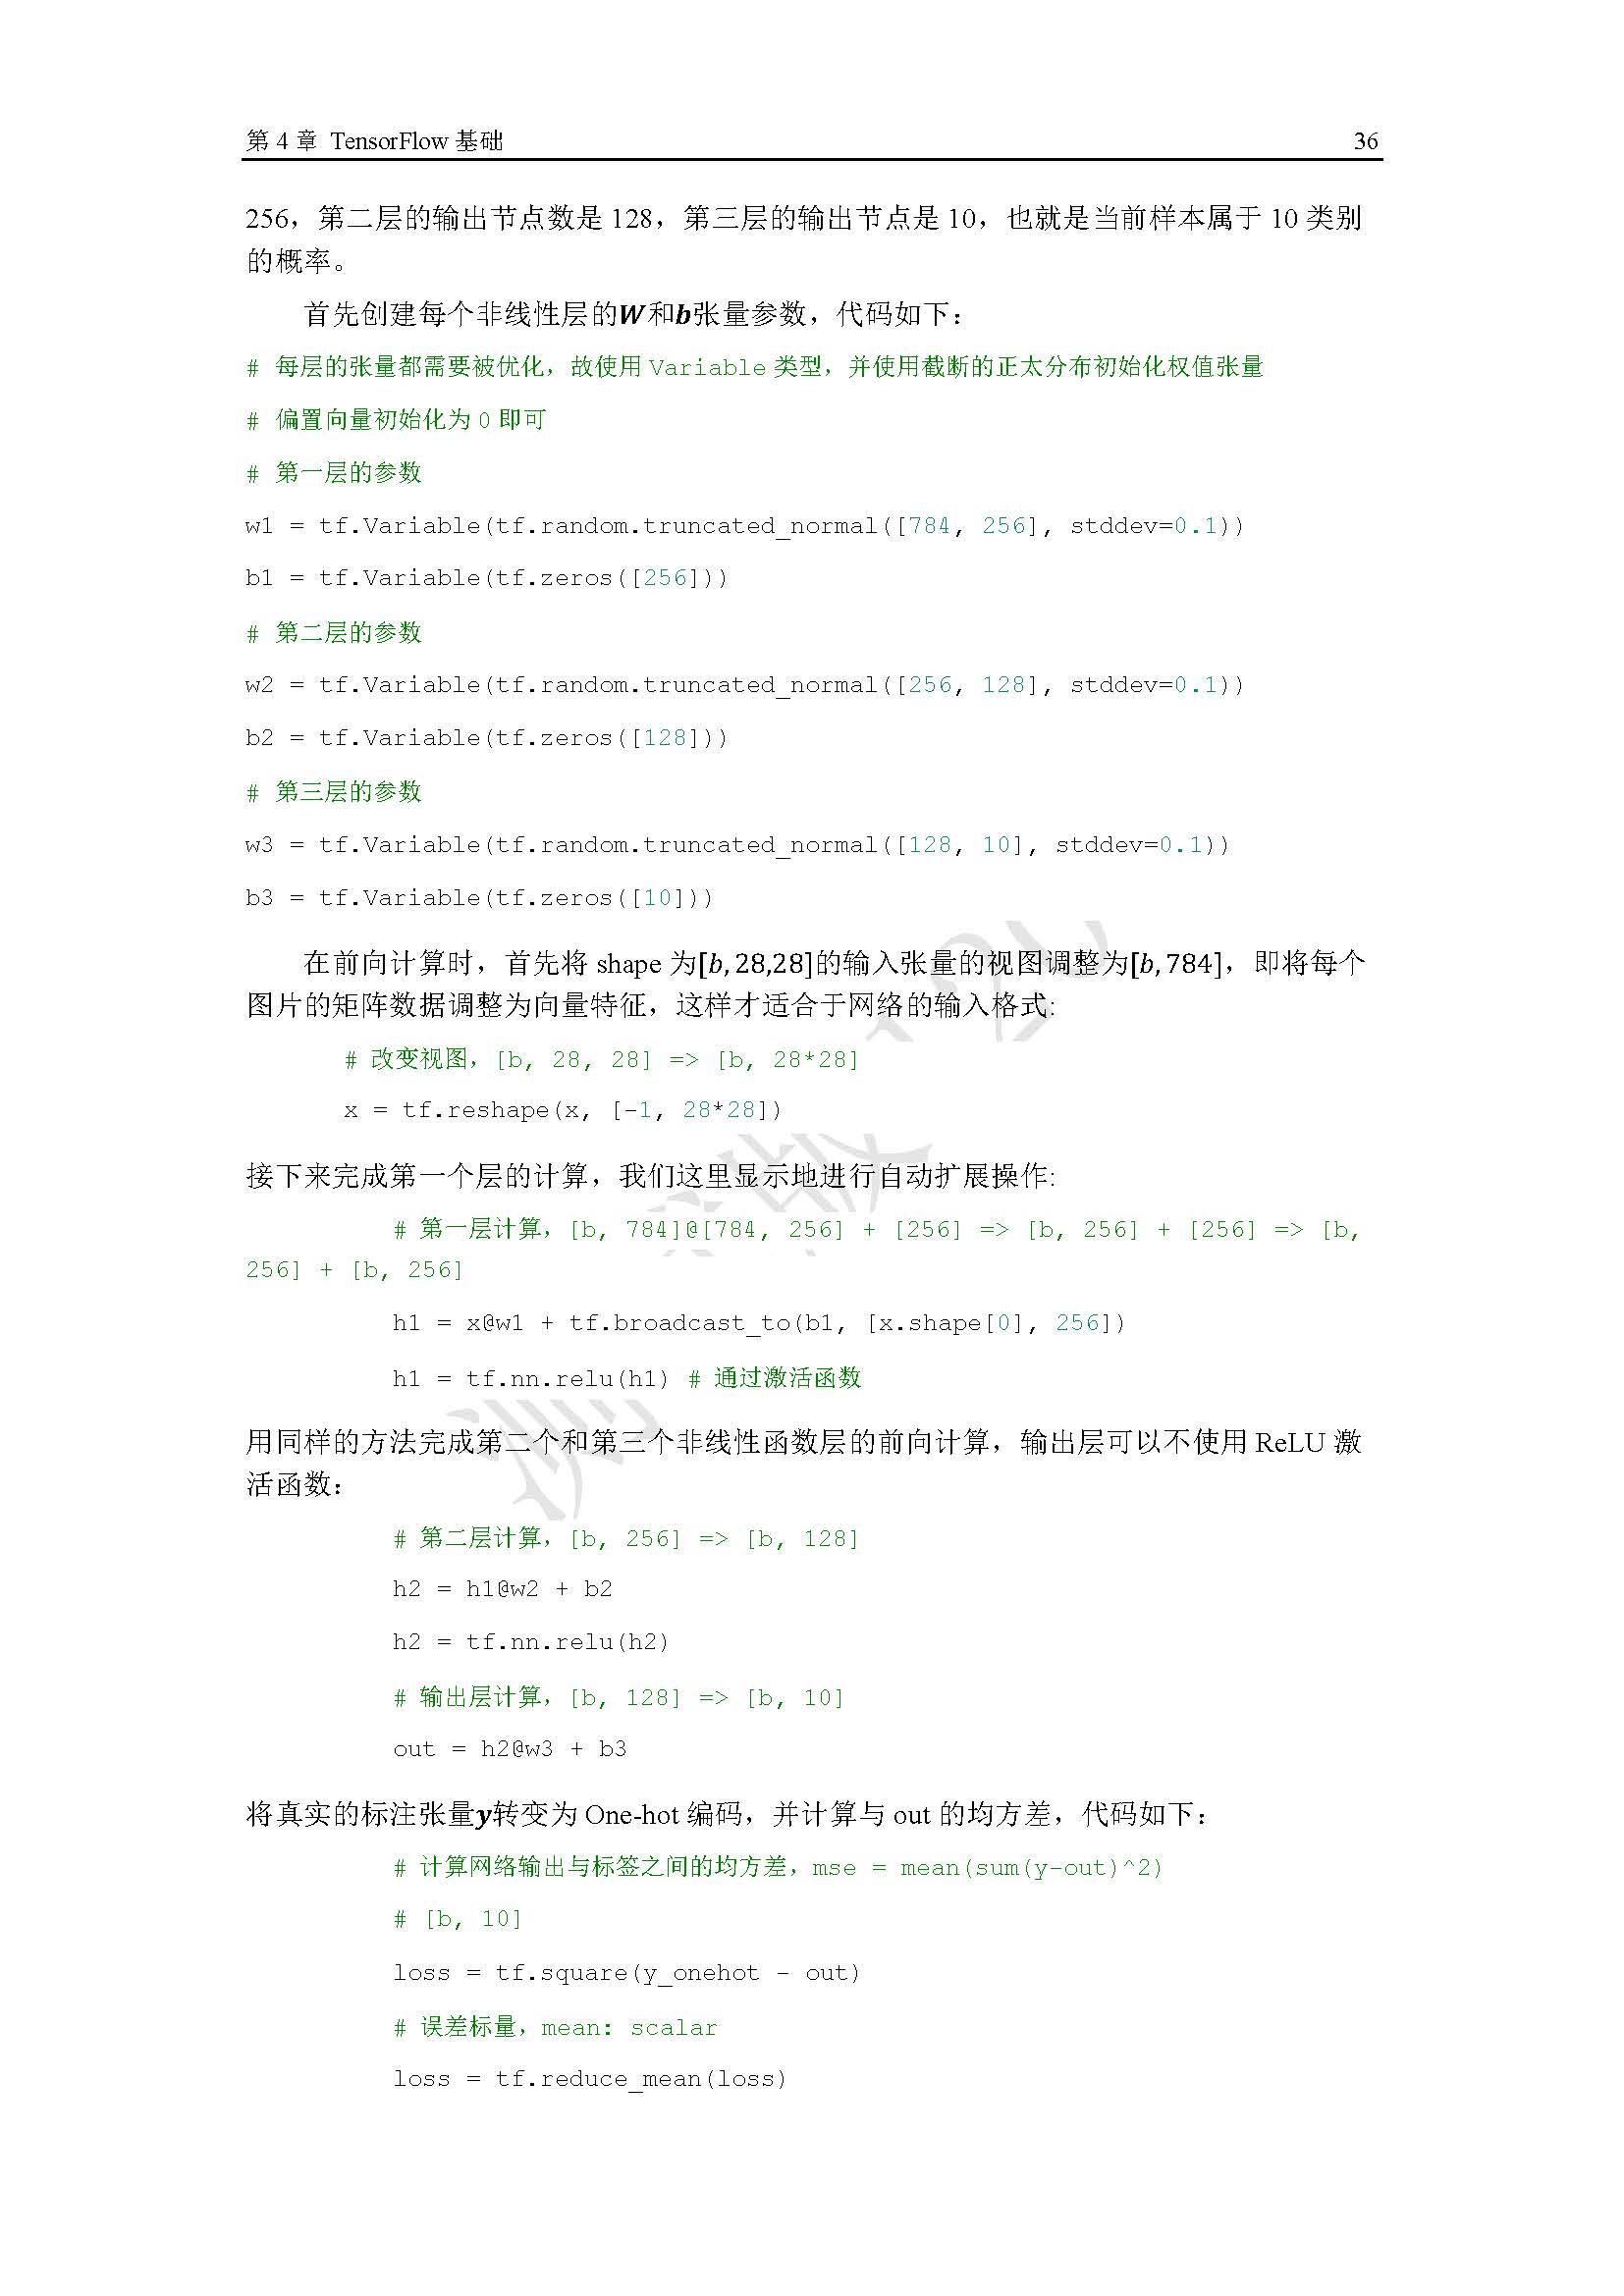 第 4 章 TensorFlow 基础 36
256，第二层的输出节点数是 128，第三层的输出节点是 10，也就是当前样本属于 10 类别
的概率。
首先创建每个非线性层的W和b张量参数，代码如下：
# 每层的张量都需要被优化，故使用 Variable 类型，并使用截断的正太分布初始化权值张量
# 偏置向量初始化为 0 即可
# 第一层的参数
w1 = tf.Variable(tf.random.truncated_normal([784, 256], stddev=0.1))
b1 = tf.Variable(tf.zeros([256]))
# 第二层的参数
w2 = tf.Variable(tf.random.truncated_normal([256, 128], stddev=0.1))
b2 = tf.Variable(tf.zeros([128]))
# 第三层的参数
w3 = tf.Variable(tf.random.truncated_normal([128, 10], stddev=0.1))
b3 = tf.Variable(tf.zeros([10]))
在前向计算时，首先将 shape 为[b, 28,28]的输入张量的视图调整为[b, 784]，即将每个
图片的矩阵数据调整为向量特征，这样才适合于网络的输入格式:
# 改变视图，[b, 28, 28] => [b, 28*28]
x = tf.reshape(x, [-1, 28*28])
接下来完成第一个层的计算，我们这里显示地进行自动扩展操作:
# 第一层计算，[b, 784]@[784, 256] + [256] => [b, 256] + [256] => [b,
256] + [b, 256]
h1 = x@w1 + tf.broadcast_to(b1, [x.shape[0], 256])
h1 = tf.nn.relu(h1) # 通过激活函数
用同样的方法完成第二个和第三个非线性函数层的前向计算，输出层可以不使用 ReLU 激
活函数：
# 第二层计算，[b, 256] => [b, 128]
h2 = h1@w2 + b2
h2 = tf.nn.relu(h2)
# 输出层计算，[b, 128] => [b, 10]
out = h2@w3 + b3
将真实的标注张量y转变为 One-hot 编码，并计算与 out 的均方差，代码如下：
# 计算网络输出与标签之间的均方差，mse = mean(sum(y-out)^2)
# [b, 10]
loss = tf.square(y_onehot - out)
# 误差标量，mean: scalar
loss = tf.reduce_mean(loss)